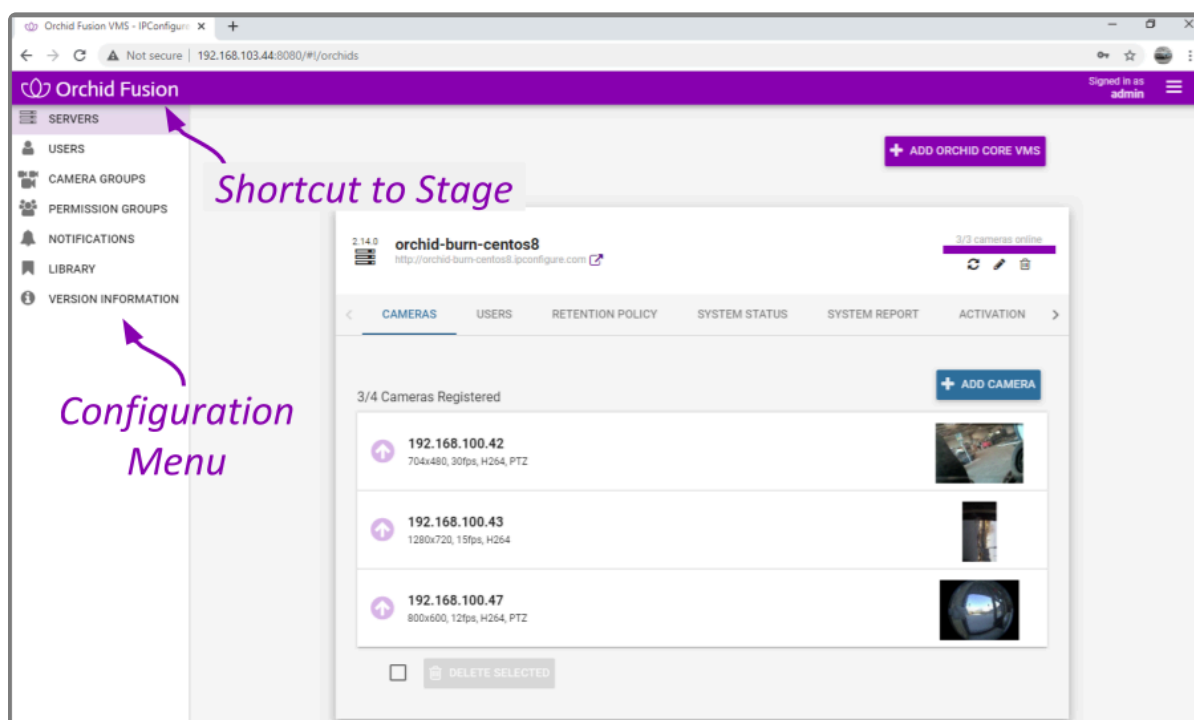 Orchid Fusion VMS - IPConfigure
Not secure | 192.168.103.44:8080/#!/orchids
Orchid Fusion
Signed in as
admin
SERVERS
USERS
CAMERA GROUPS
PERMISSION GROUPS
NOTIFICATIONS
LIBRARY
VERSION INFORMATION
Shortcut to Stage
Configuration
Menu
ADD ORCHID CORE VMS
2.14.0
orchid-burn-centos8
http://orchid-burn-centos8.ipconfigure.com
3/3 cameras online
CAMERAS USERS RETENTION POLICY SYSTEM STATUS SYSTEM REPORT ACTIVATION
3/4 Cameras Registered
ADD CAMERA
192.168.100.42
704x480, 30fps, H264, PTZ
192.168.100.43
1280x720, 15fps, H264
192.168.100.47
800x600, 12fps, H264, PTZ
DELETE SELECTED